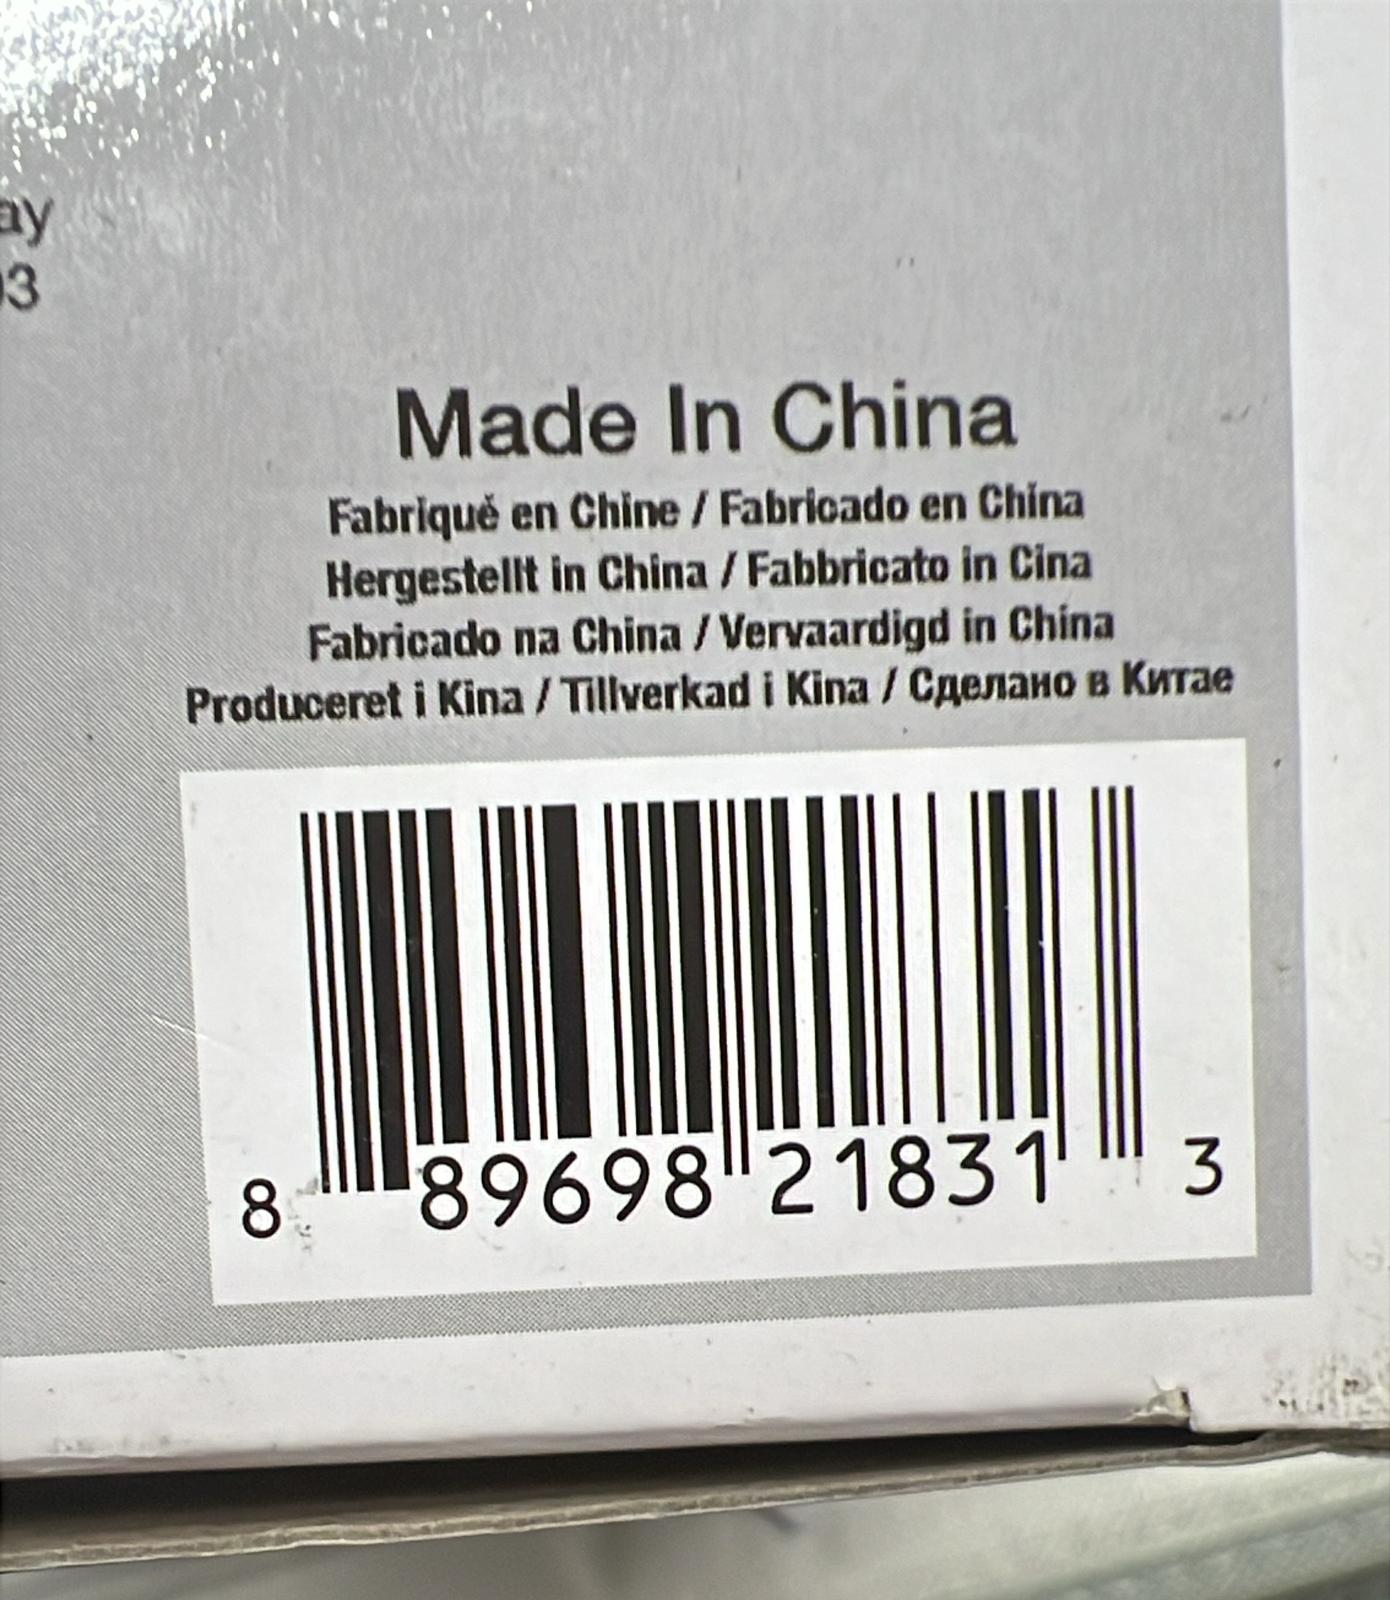 ay
03
Made In China
Fabriqué en Chine / Fabricado en China
Hergestellt in China / Fabbricato in Cina
Fabricado na China / Vervaardigd in China
Produceret i Kina / Tillverkad i Kina / Сделано в Китае
8 89698 21831 3